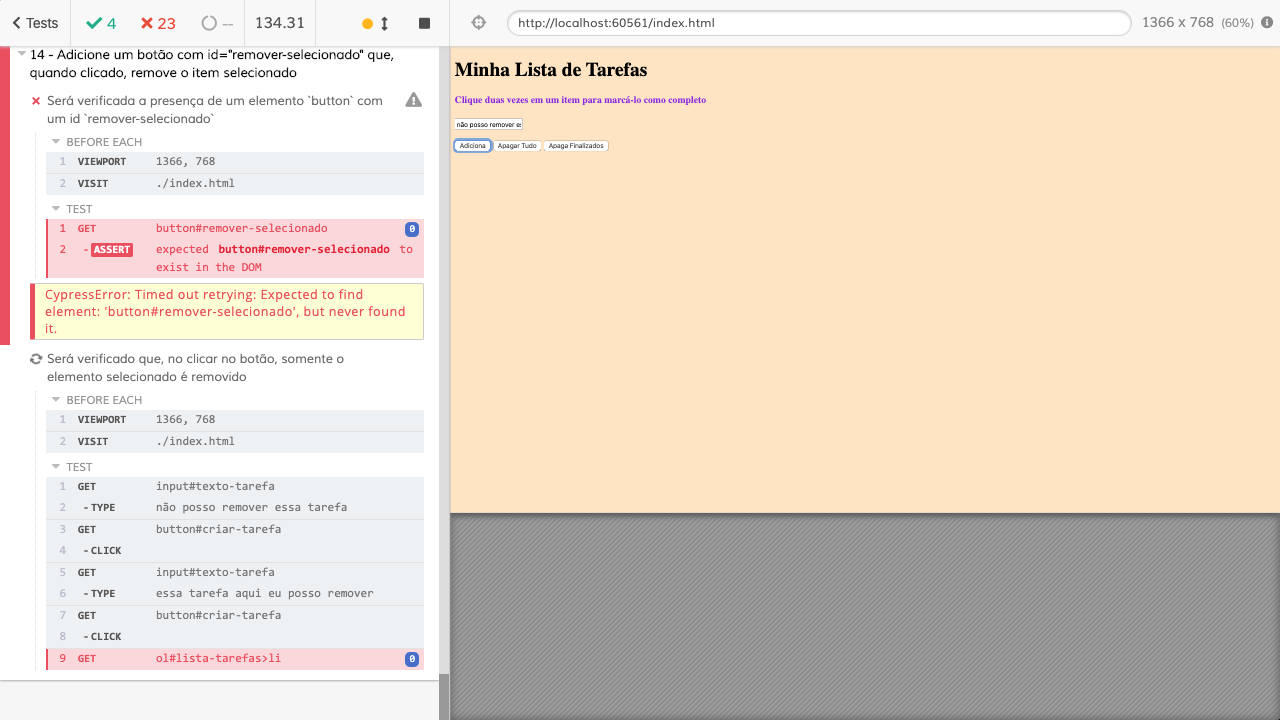 Tests
4
23
--
134.31
http://localhost:60561/index.html
1366 x 768 (60%)
14 - Adicione um botão com id="remover-selecionado" que,
quando clicado, remove o item selecionado
Será verificada a presença de um elemento `button` com
um id `remover-selecionado`
BEFORE EACH
1 VIEWPORT 1366, 768
2 VISIT ./index.html
TEST
1 GET button#remover-selecionado 0
2 -ASSERT expected button#remover-selecionado to
exist in the DOM
CypressError: Timed out retrying: Expected to find
element: 'button#remover-selecionado', but never found
it.
Será verificado que, no clicar no botão, somente o
elemento selecionado é removido
BEFORE EACH
1 VIEWPORT 1366, 768
2 VISIT ./index.html
TEST
1 GET input#texto-tarefa
2 -TYPE não posso remover essa tarefa
3 GET button#criar-tarefa
4 -CLICK
5 GET input#texto-tarefa
6 -TYPE essa tarefa aqui eu posso remover
7 GET button#criar-tarefa
8 -CLICK
9 GET ol#lista-tarefas>li 0
Minha Lista de Tarefas
Clique duas vezes em um item para marcá-lo como completo
não posso remover es
Adiciona Apagar Tudo Apaga Finalizados